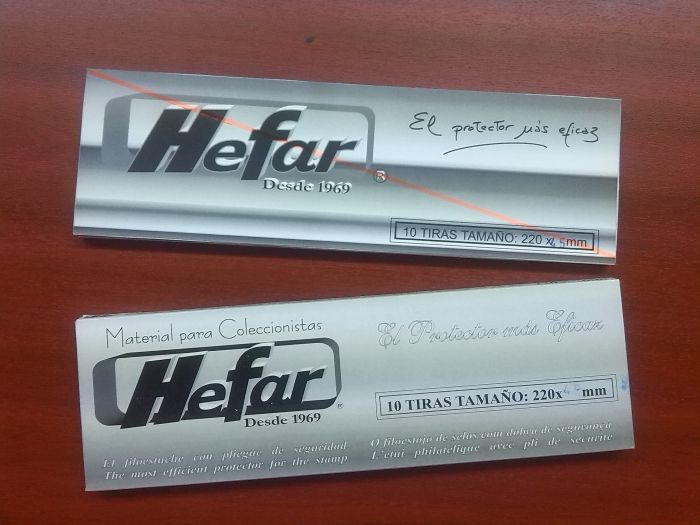 Hefar
®
Desde 1969
El protector más eficaz
10 TIRAS TAMAÑO: 220 x45mm
Material para Coleccionistas
El Protector más Eficaz
Hefar
®
Desde 1969
10 TIRAS TAMAÑO: 220x mm
El filoestuche con pliegue de seguridad
The most efficient protector for the stamp
O filoestojo de selos com dobra de segurança
L'etui philatelique avec pli de securite